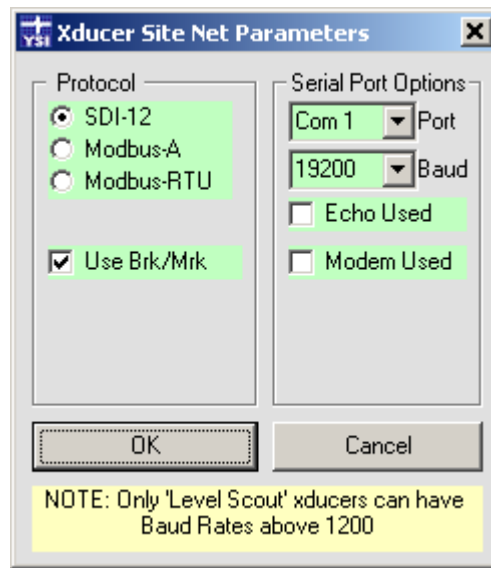 YSI Xducer Site Net Parameters
Protocol
SDI-12
Modbus-A
Modbus-RTU
Use Brk/Mrk
Serial Port Options
Com 1 Port
19200 Baud
Echo Used
Modem Used
OK
Cancel
NOTE: Only 'Level Scout' xducers can have
Baud Rates above 1200